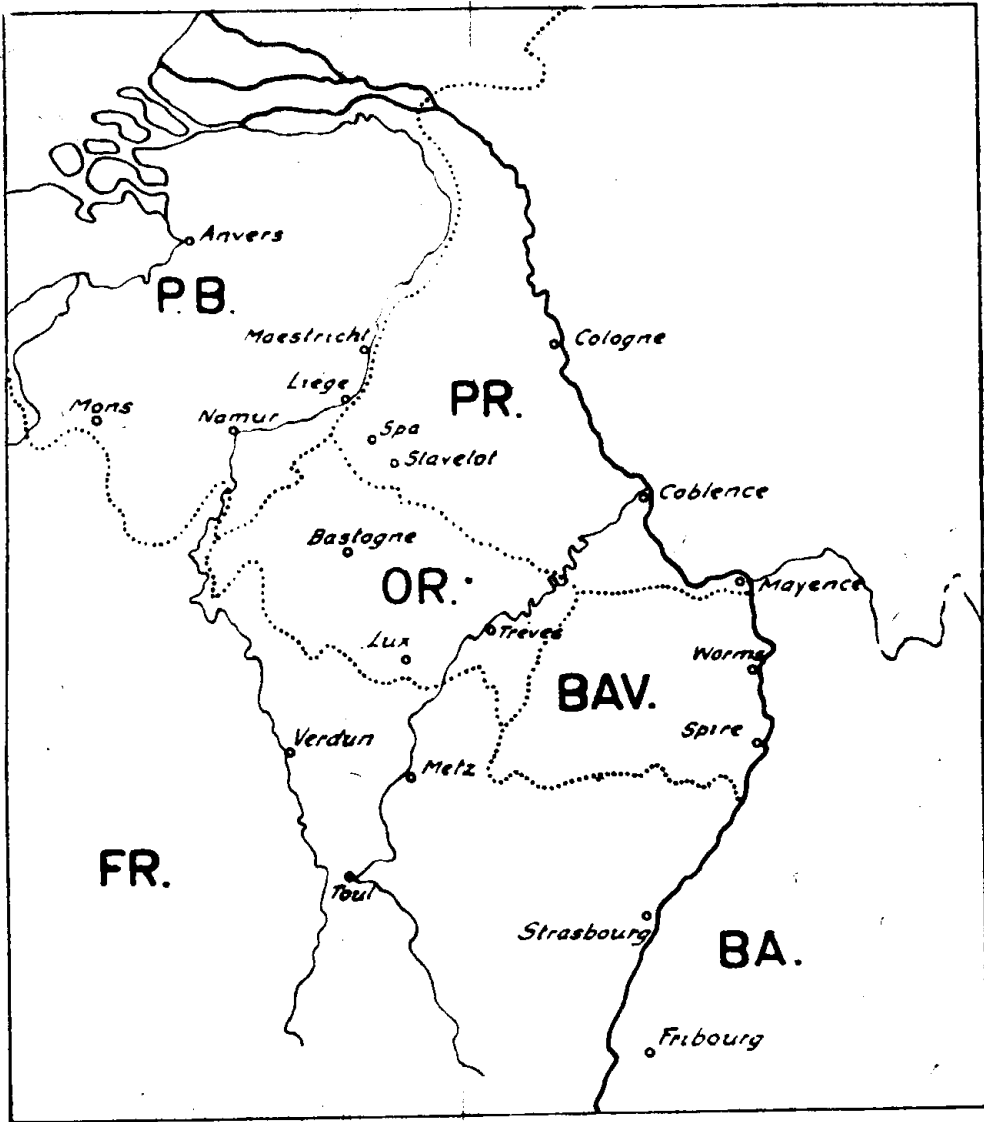 Anvers
P.B.
Maestricht
Cologne
Liège
PR.
Mons
Namur
Spa
Slavelot
Coblence
Bastogne
OR.
Mayence
Treves
Lux
Worms
BAV.
Spire
Verdun
Metz
FR.
Toul
Strasbourg
BA.
Fribourg